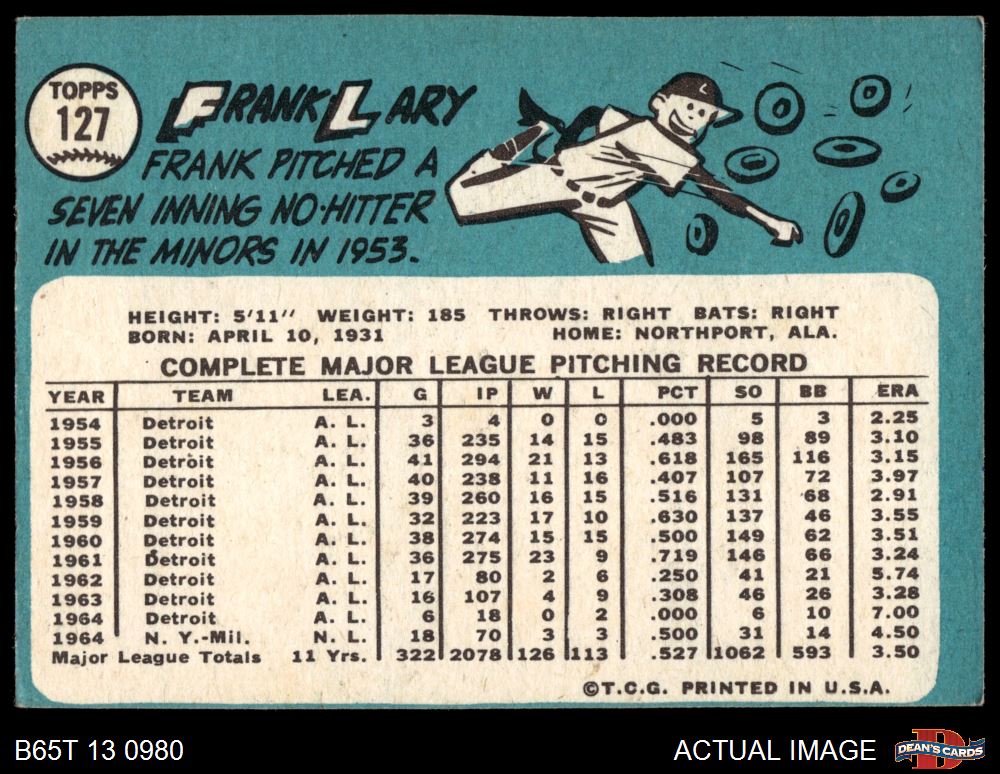 TOPPS
127
FRANK LARY
FRANK PITCHED A
SEVEN INNING NO-HITTER
IN THE MINORS IN 1953.
L
HEIGHT: 5'11" WEIGHT: 185 THROWS: RIGHT BATS: RIGHT
BORN: APRIL 10, 1931 HOME: NORTHPORT, ALA.
COMPLETE MAJOR LEAGUE PITCHING RECORD
YEAR TEAM LEA. G IP W L PCT SO BB ERA
1954 Detroit A. L. 3 4 0 0 .000 5 3 2.25
1955 Detroit A. L. 36 235 14 15 .483 98 89 3.10
1956 Detroit A. L. 41 294 21 13 .618 165 116 3.15
1957 Detroit A. L. 40 238 11 16 .407 107 72 3.97
1958 Detroit A. L. 39 260 16 15 .516 131 68 2.91
1959 Detroit A. L. 32 223 17 10 .630 137 46 3.55
1960 Detroit A. L. 38 274 15 15 .500 149 62 3.51
1961 Detroit A. L. 36 275 23 9 .719 146 66 3.24
1962 Detroit A. L. 17 80 2 6 .250 41 21 5.74
1963 Detroit A. L. 16 107 4 9 .308 46 26 3.28
1964 Detroit A. L. 6 18 0 2 .000 6 10 7.00
1964 N. Y.-Mil. N. L. 18 70 3 3 .500 31 14 4.50
Major League Totals 11 Yrs. 322 2078 126 113 .527 1062 593 3.50
©T.C.G. PRINTED IN U.S.A.
B65T 13 0980 ACTUAL IMAGE
D
DEAN'S CARDS